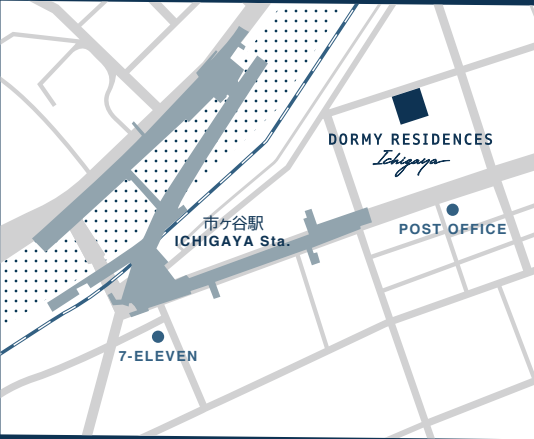 DORMY RESIDENCES
Ichigaya
市ヶ谷駅
ICHIGAYA Sta.
POST OFFICE
7-ELEVEN